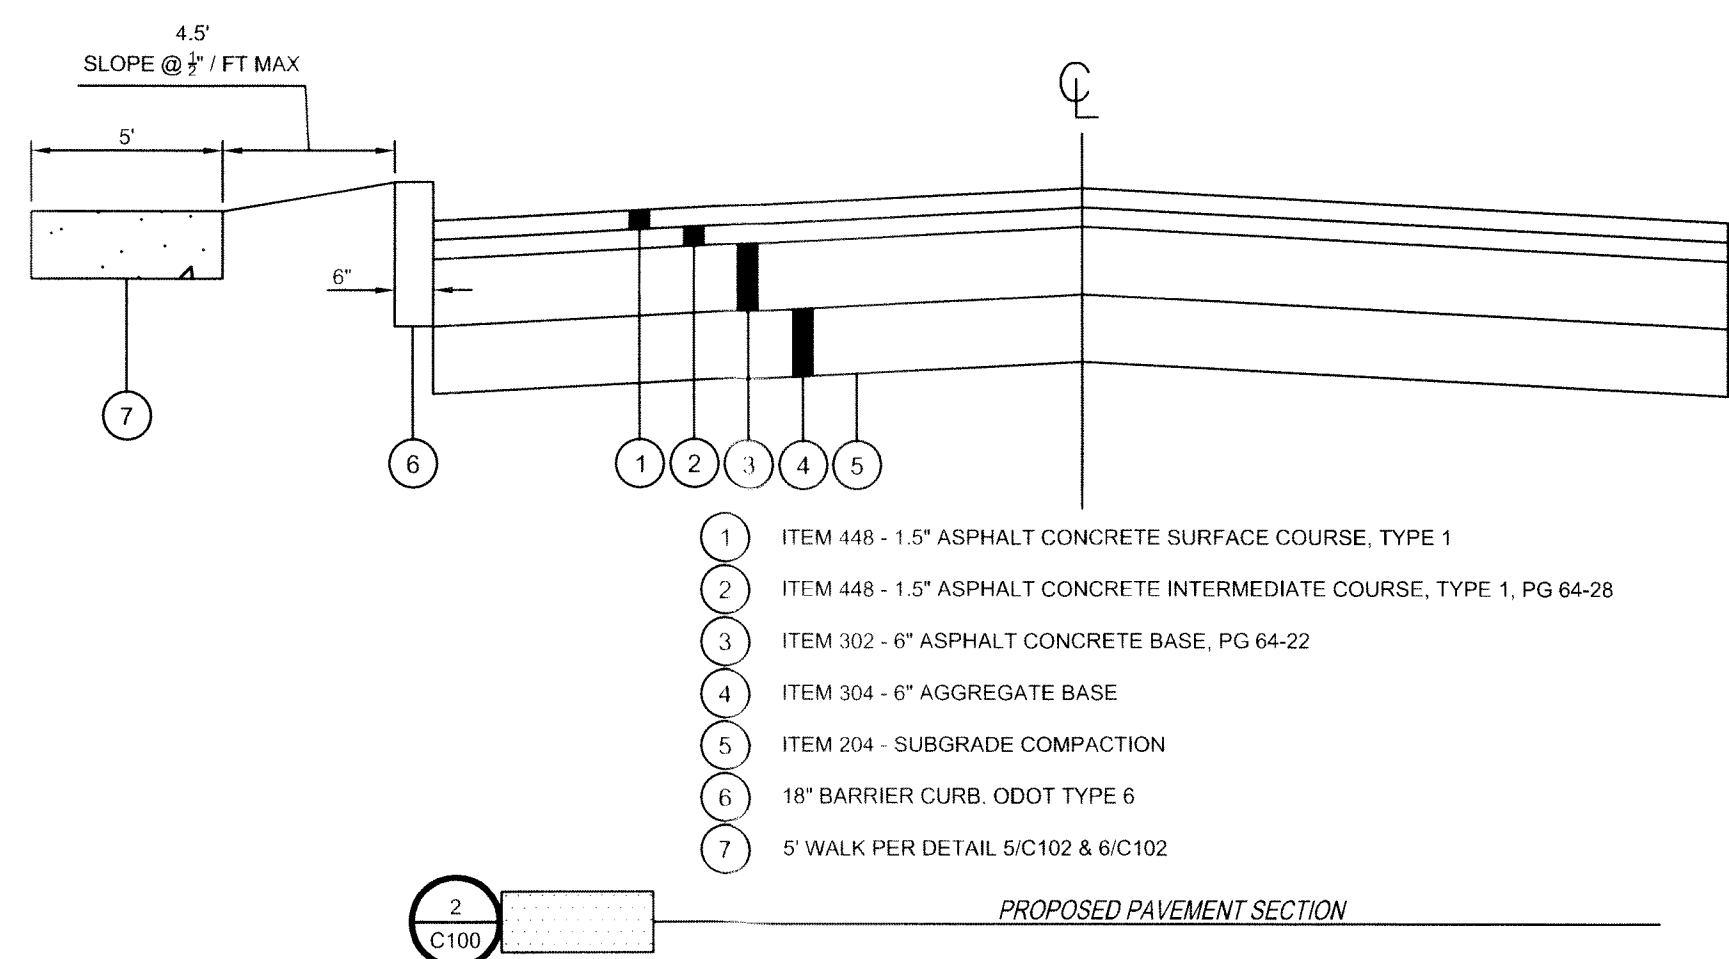 4.5'
SLOPE @ 1/2" / FT MAX
5'
6"
℄
7
6
1
2
3
4
5
1 ITEM 448 - 1.5" ASPHALT CONCRETE SURFACE COURSE, TYPE 1
2 ITEM 448 - 1.5" ASPHALT CONCRETE INTERMEDIATE COURSE, TYPE 1, PG 64-28
3 ITEM 302 - 6" ASPHALT CONCRETE BASE, PG 64-22
4 ITEM 304 - 6" AGGREGATE BASE
5 ITEM 204 - SUBGRADE COMPACTION
6 18" BARRIER CURB. ODOT TYPE 6
7 5' WALK PER DETAIL 5/C102 & 6/C102
2
C100
PROPOSED PAVEMENT SECTION